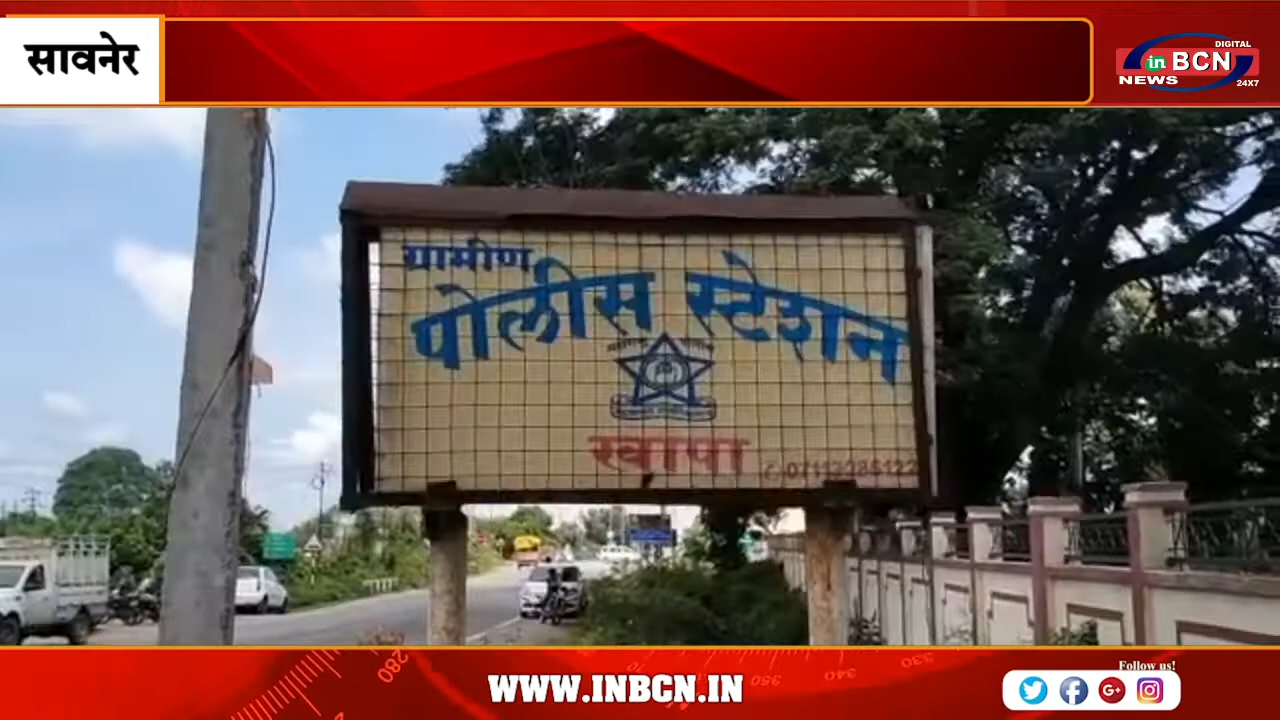 सावनेर
DIGITAL
in BCN
NEWS
24X7
ग्रामीण
पोलीस स्टेशन
खापा
WWW.INBCN.IN
Follow us!